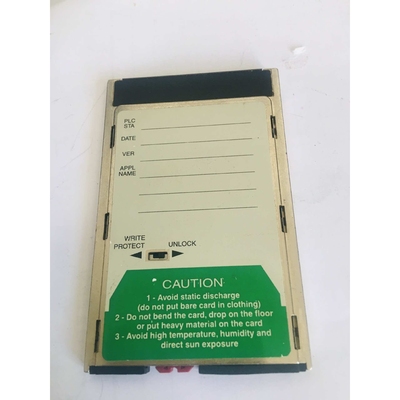 PLC
STA
DATE
VER
APPL
NAME
WRITE
PROTECT UNLOCK
CAUTION
1 - Avoid static discharge
(do not put bare card in clothing)
2 - Do not bend the card, drop on the floor
or put heavy material on the card
3 - Avoid high temperature, humidity and
direct sun exposure